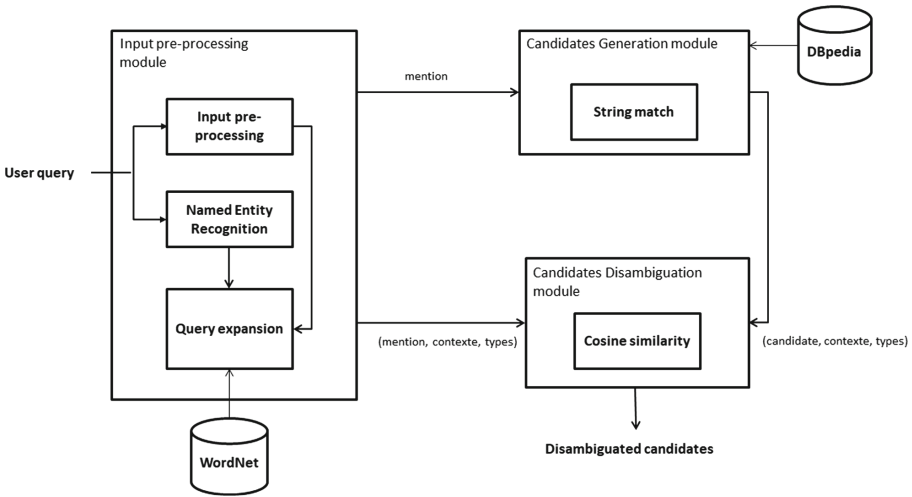 Input pre-processing
module
Input pre-
processing
User query
Named Entity
Recognition
Query expansion
WordNet
mention
(mention, contexte, types)
Candidates Generation module
String match
DBpedia
Candidates Disambiguation
module
Cosine similarity
(candidate, contexte, types)
Disambiguated candidates